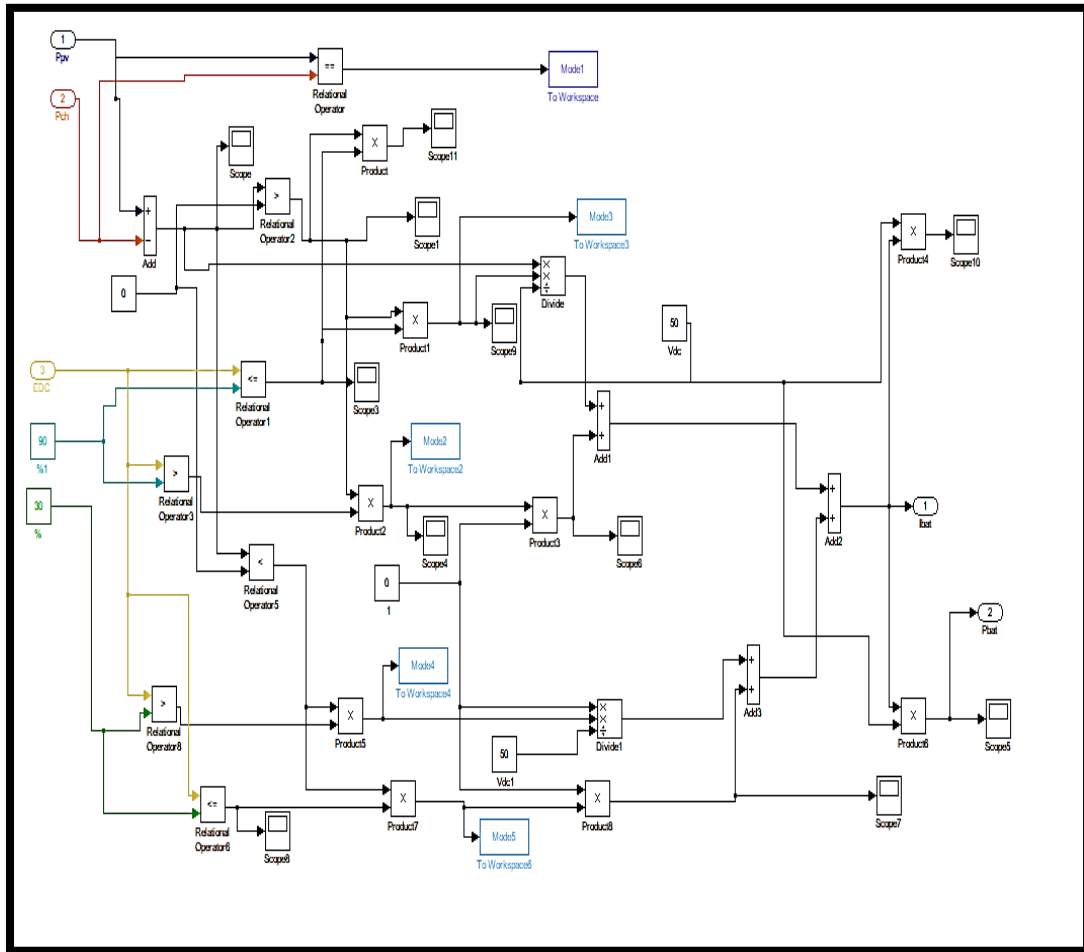 1
Ppv
==
Relational
Operator
Mode1
To Workspace
2
Pch
Scope
×
Product
Scope11
+
−
Add
>
Relational
Operator2
Scope1
Mode3
To Workspace3
×
Product4
Scope10
0
×
×
÷
Divide
×
Product1
Scope9
50
Vdc
3
EDC
<=
Relational
Operator1
Scope3
+
+
Add1
90
%1
>
Relational
Operator3
Mode2
To Workspace2
30
%
×
Product2
Scope4
×
Product3
Scope6
+
+
Add2
1
Ibat
<
Relational
Operator5
0
1
2
Pbat
>
Relational
Operator8
Mode4
To Workspace4
+
+
Add3
×
Product5
×
×
÷
Divide1
50
Vdc1
×
Product6
Scope5
<=
Relational
Operator6
Scope8
×
Product7
×
Product8
Scope7
Mode5
To Workspace6